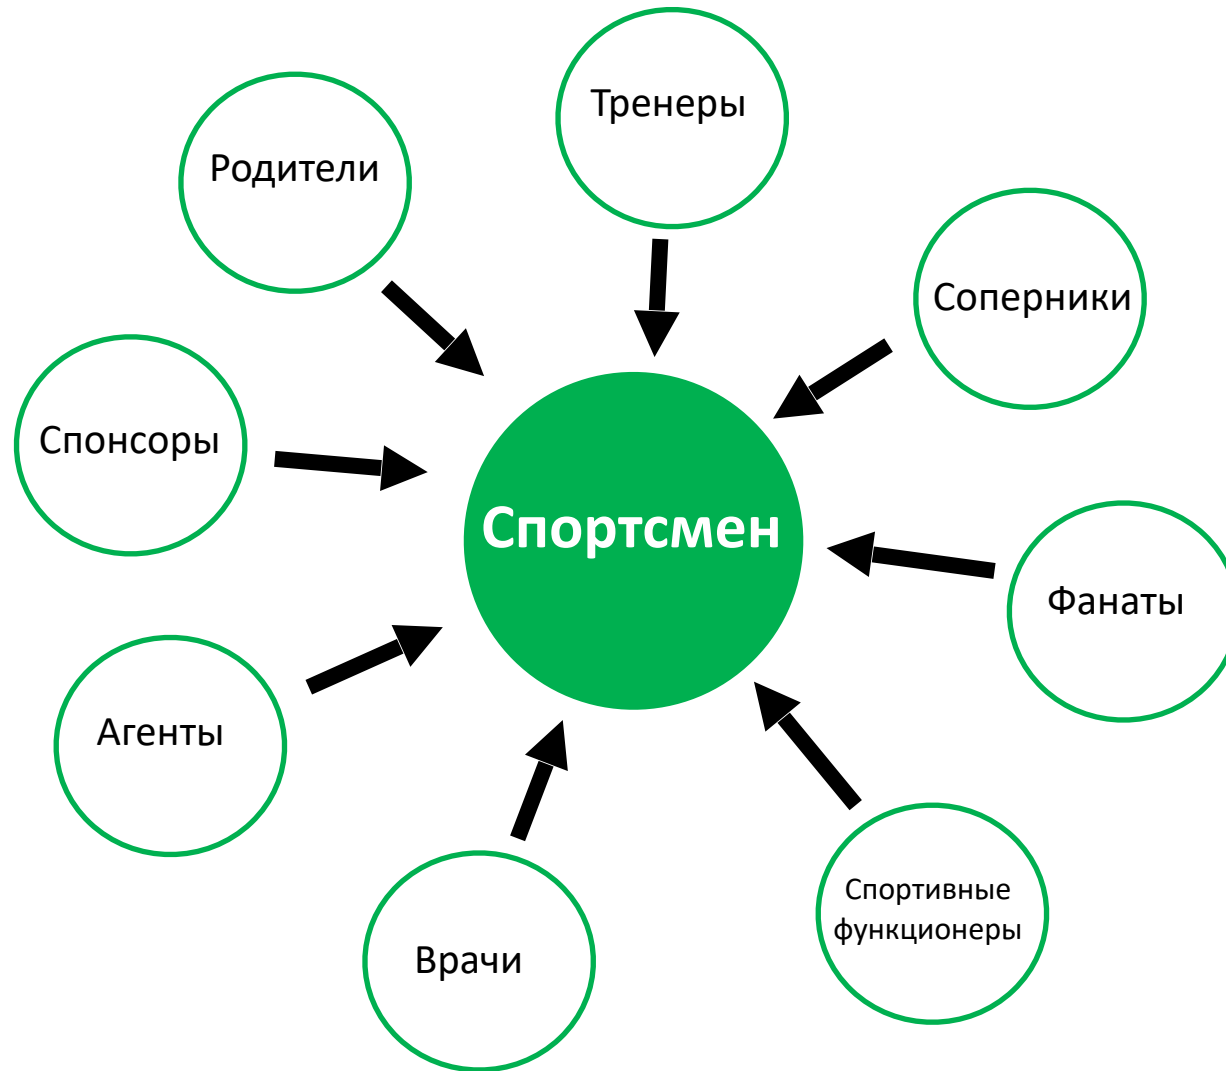 Тренеры
Родители
Соперники
Спонсоры
Спортсмен
Фанаты
Агенты
Спортивные
функционеры
Врачи